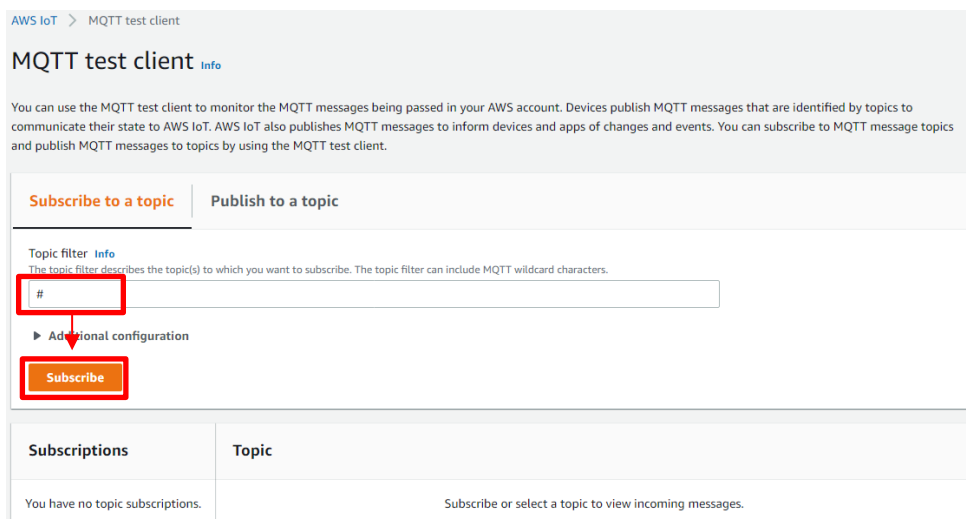 AWS IoT > MQTT test client
MQTT test client Info
You can use the MQTT test client to monitor the MQTT messages being passed in your AWS account. Devices publish MQTT messages that are identified by topics to
communicate their state to AWS IoT. AWS IoT also publishes MQTT messages to inform devices and apps of changes and events. You can subscribe to MQTT message topics
and publish MQTT messages to topics by using the MQTT test client.
Subscribe to a topic Publish to a topic
Topic filter Info
The topic filter describes the topic(s) to which you want to subscribe. The topic filter can include MQTT wildcard characters.
#
Additional configuration
Subscribe
Subscriptions Topic
You have no topic subscriptions. Subscribe or select a topic to view incoming messages.